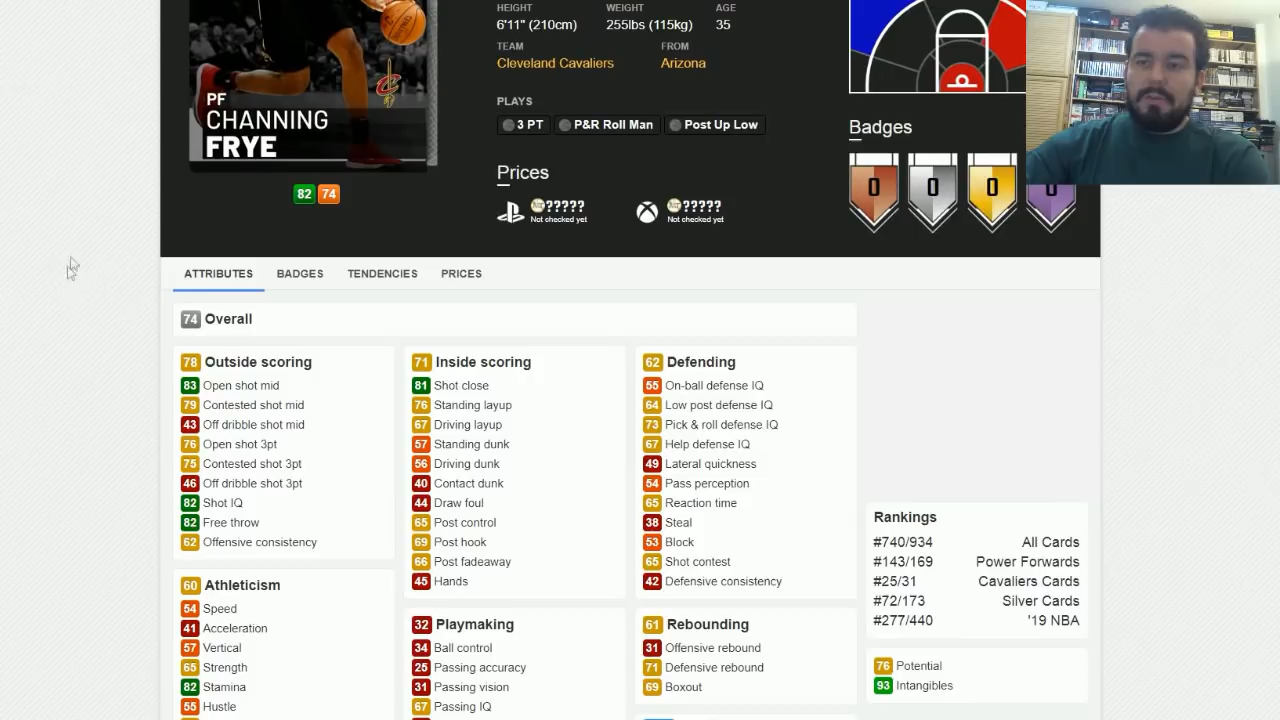 HEIGHT WEIGHT AGE
6'11" (210cm) 255lbs (115kg) 35
TEAM FROM
Cleveland Cavaliers Arizona
PLAYS
3 PT P&R Roll Man Post Up Low
PF
CHANNING
FRYE
82 74
Prices
????? Not checked yet
????? Not checked yet
Badges
0 0 0 0
ATTRIBUTES BADGES TENDENCIES PRICES
74 Overall
78 Outside scoring
83 Open shot mid
79 Contested shot mid
43 Off dribble shot mid
76 Open shot 3pt
75 Contested shot 3pt
46 Off dribble shot 3pt
82 Shot IQ
82 Free throw
62 Offensive consistency
60 Athleticism
54 Speed
41 Acceleration
57 Vertical
65 Strength
82 Stamina
55 Hustle
71 Inside scoring
81 Shot close
76 Standing layup
67 Driving layup
57 Standing dunk
56 Driving dunk
40 Contact dunk
44 Draw foul
65 Post control
69 Post hook
66 Post fadeaway
45 Hands
32 Playmaking
34 Ball control
25 Passing accuracy
31 Passing vision
67 Passing IQ
62 Defending
55 On-ball defense IQ
64 Low post defense IQ
73 Pick & roll defense IQ
67 Help defense IQ
49 Lateral quickness
54 Pass perception
65 Reaction time
38 Steal
53 Block
65 Shot contest
42 Defensive consistency
61 Rebounding
31 Offensive rebound
71 Defensive rebound
69 Boxout
Rankings
#740/934 All Cards
#143/169 Power Forwards
#25/31 Cavaliers Cards
#72/173 Silver Cards
#277/440 '19 NBA
76 Potential
93 Intangibles